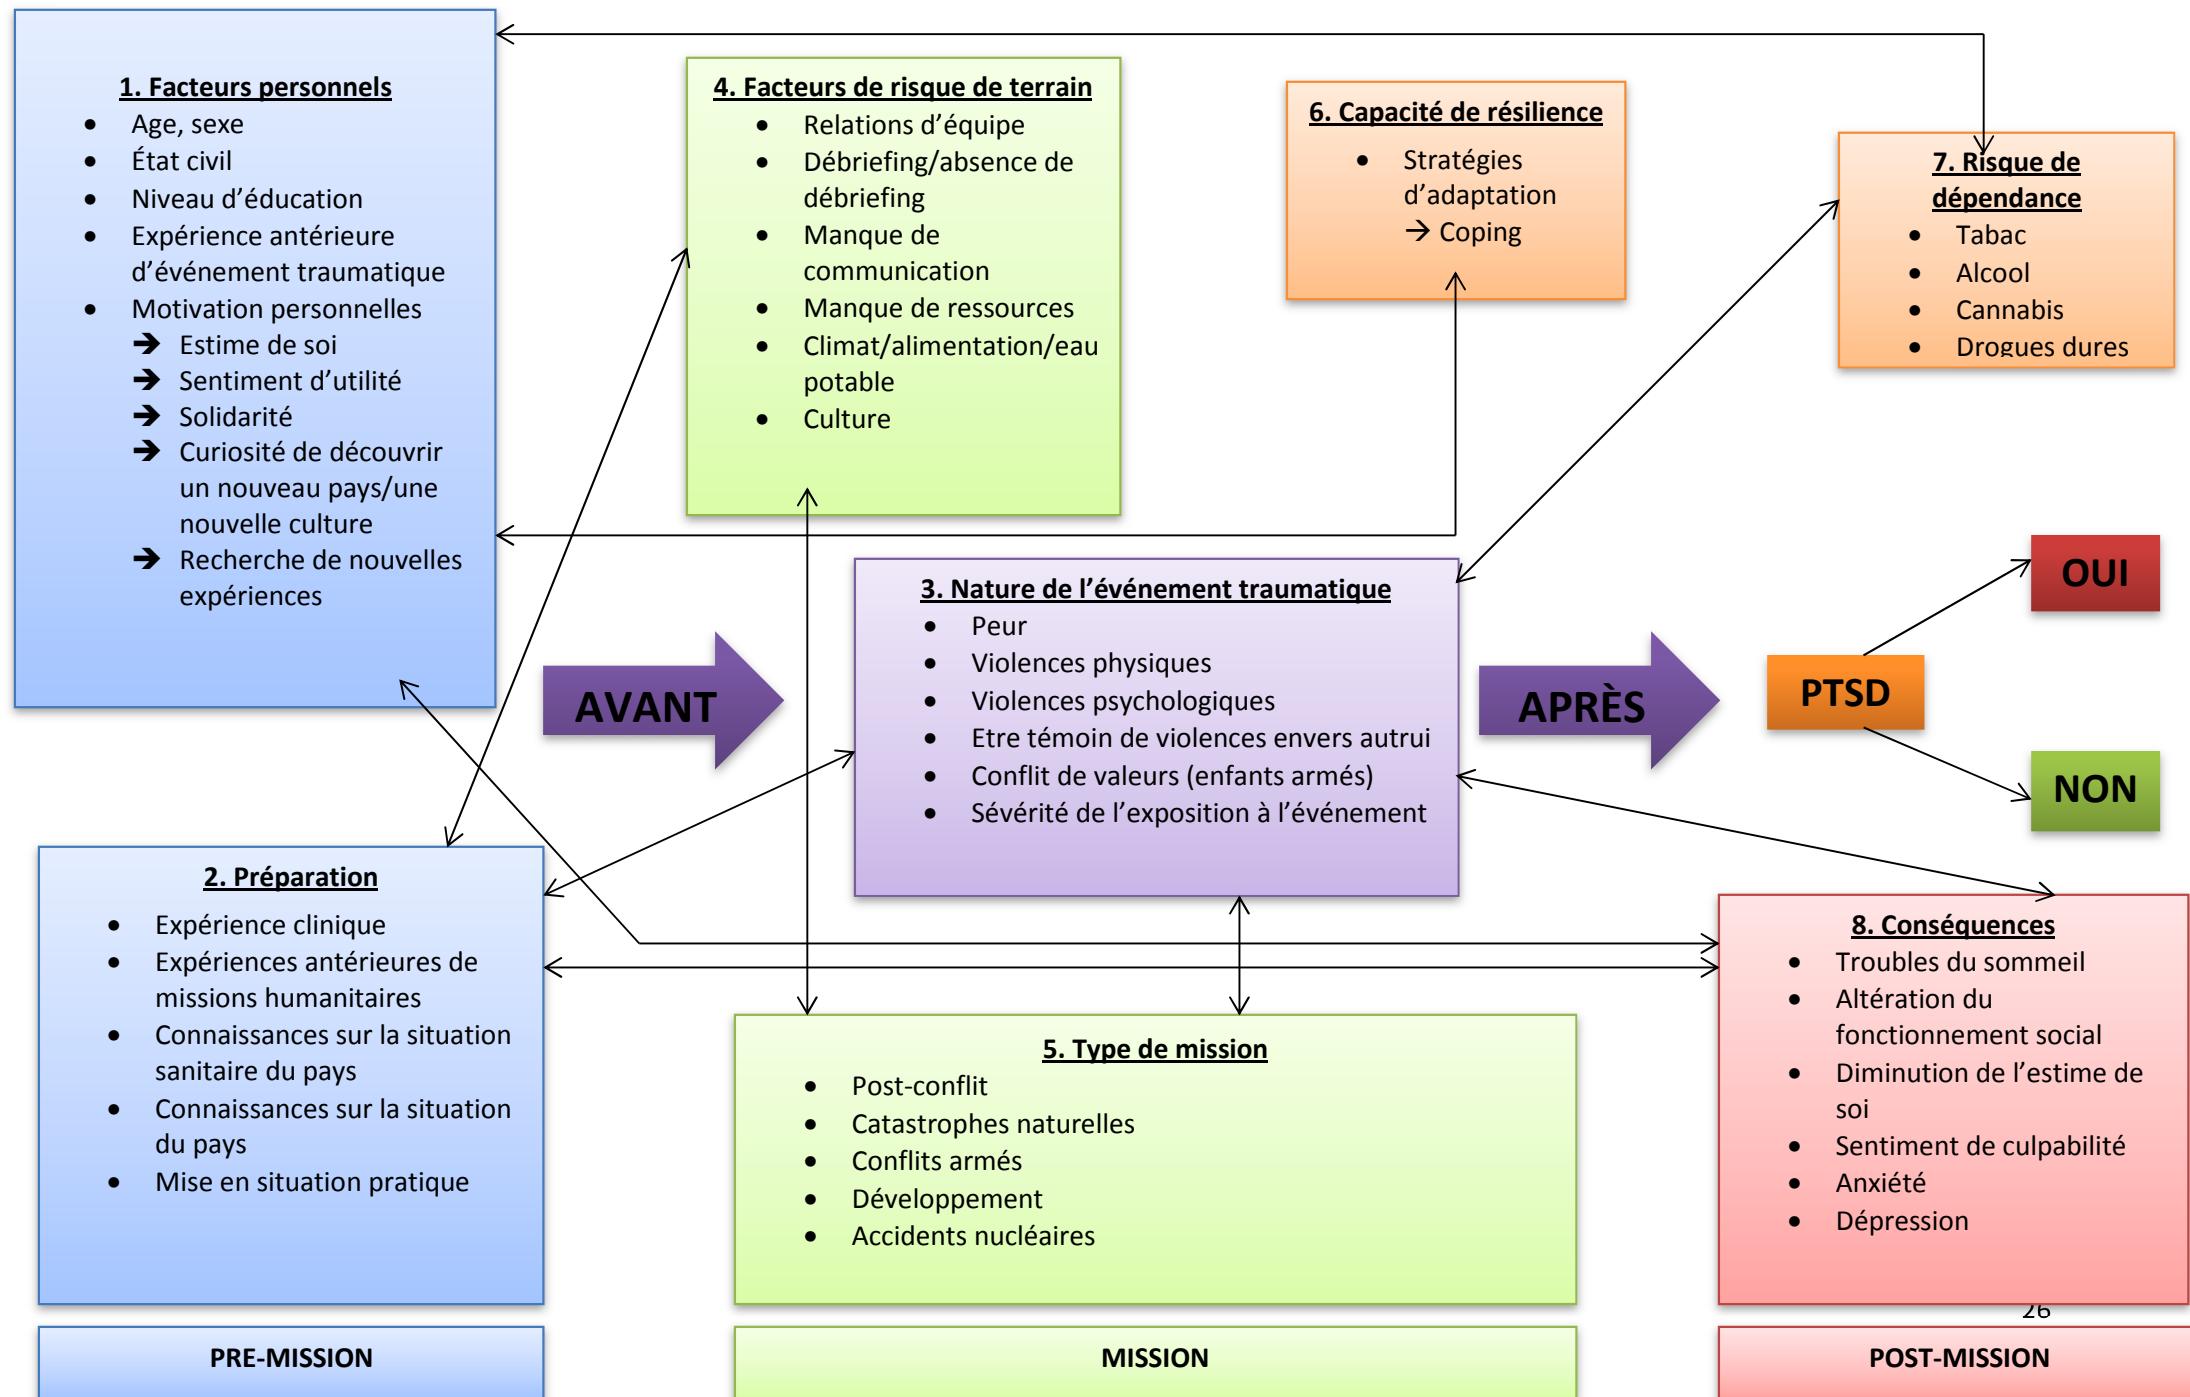 1. Facteurs personnels
• Age, sexe
• État civil
• Niveau d'éducation
• Expérience antérieure
d'événement traumatique
• Motivation personnelles
➔ Estime de soi
➔ Sentiment d'utilité
➔ Solidarité
➔ Curiosité de découvrir
un nouveau pays/une
nouvelle culture
➔ Recherche de nouvelles
expériences
4. Facteurs de risque de terrain
• Relations d'équipe
• Débriefing/absence de
débriefing
• Manque de
communication
• Manque de ressources
• Climat/alimentation/eau
potable
• Culture
6. Capacité de résilience
• Stratégies
d'adaptation
→ Coping
7. Risque de
dépendance
• Tabac
• Alcool
• Cannabis
• Drogues dures
AVANT
3. Nature de l'événement traumatique
• Peur
• Violences physiques
• Violences psychologiques
• Etre témoin de violences envers autrui
• Conflit de valeurs (enfants armés)
• Sévérité de l'exposition à l'événement
APRÈS
PTSD
OUI
NON
2. Préparation
• Expérience clinique
• Expériences antérieures de
missions humanitaires
• Connaissances sur la situation
sanitaire du pays
• Connaissances sur la situation
du pays
• Mise en situation pratique
5. Type de mission
• Post-conflit
• Catastrophes naturelles
• Conflits armés
• Développement
• Accidents nucléaires
8. Conséquences
• Troubles du sommeil
• Altération du
fonctionnement social
• Diminution de l'estime de
soi
• Sentiment de culpabilité
• Anxiété
• Dépression
26
PRE-MISSION
MISSION
POST-MISSION